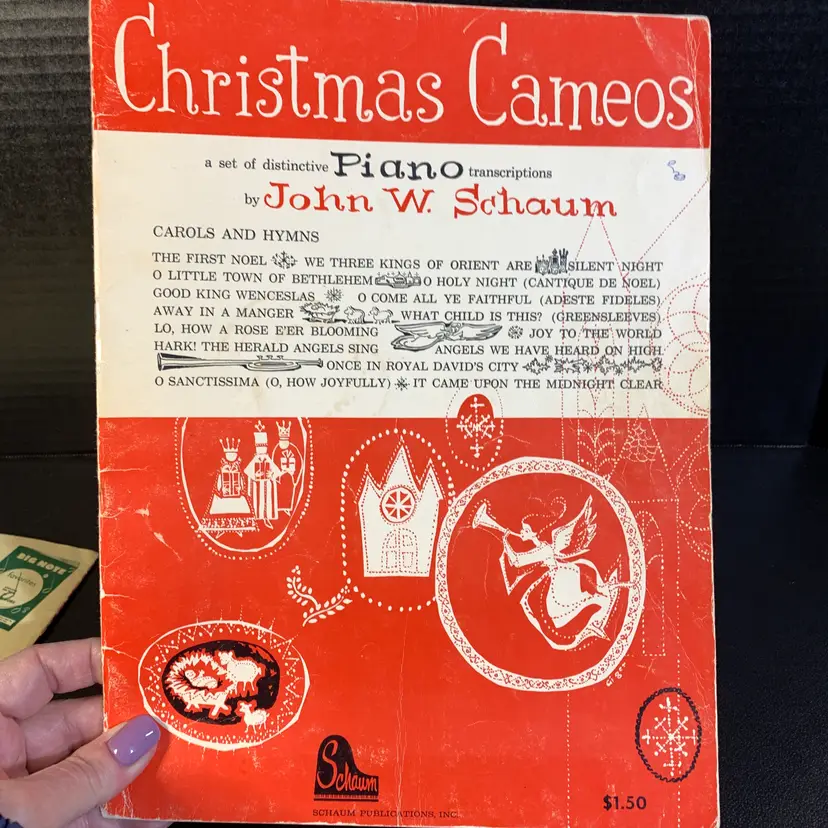 Christmas Cameos
a set of distinctive Piano transcriptions
by John W. Schaum
CAROLS AND HYMNS
THE FIRST NOEL WE THREE KINGS OF ORIENT ARE SILENT NIGHT
O LITTLE TOWN OF BETHLEHEM O HOLY NIGHT (CANTIQUE DE NOEL)
GOOD KING WENCESLAS O COME ALL YE FAITHFUL (ADESTE FIDELES)
AWAY IN A MANGER WHAT CHILD IS THIS? (GREENSLEEVES)
LO, HOW A ROSE E'ER BLOOMING JOY TO THE WORLD
HARK! THE HERALD ANGELS SING ANGELS WE HAVE HEARD ON HIGH
ONCE IN ROYAL DAVID'S CITY
O SANCTISSIMA (O, HOW JOYFULLY) IT CAME UPON THE MIDNIGHT CLEAR
BIG NOTE
Schaum
SCHAUM PUBLICATIONS, INC.
$1.50